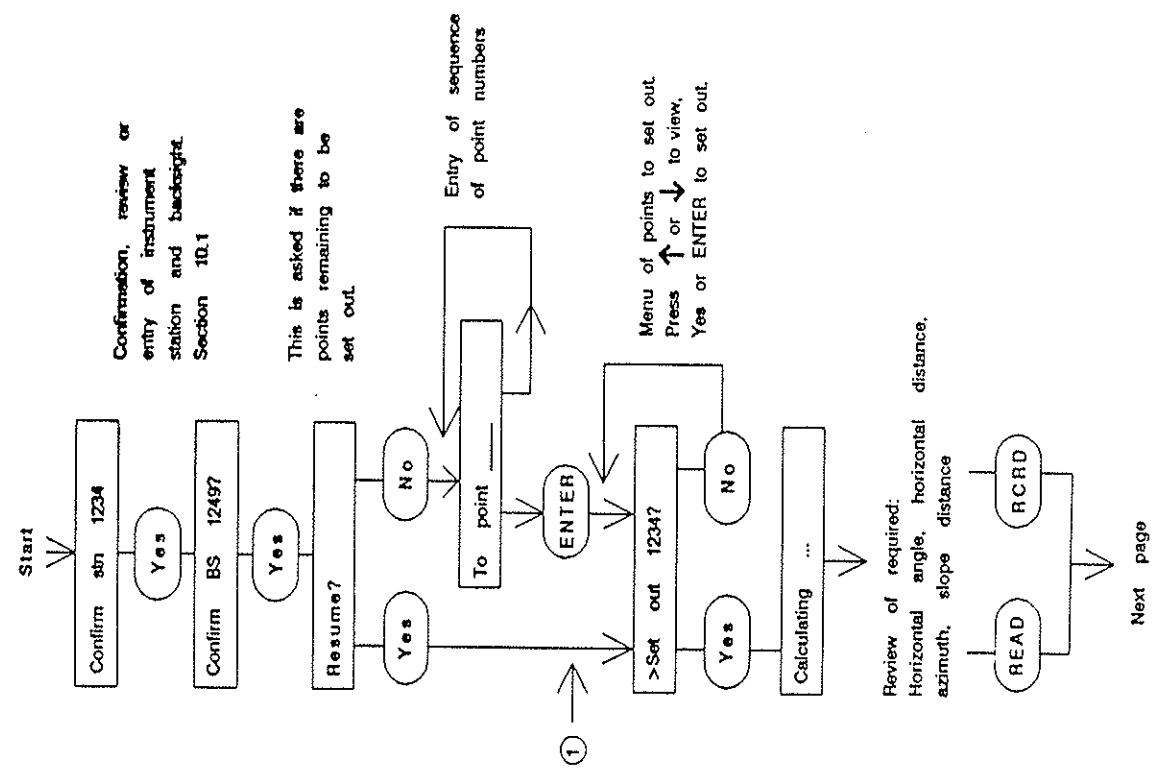 Start
Confirm stn 1234
Confirmation, review or
entry of instrument
station and backsight.
Section 10.1
Yes
Confirm BS 1249?
Yes
Resume?
This is asked if there are
points remaining to be
set out.
Yes
No
To point ____
Entry of sequence
of point numbers
ENTER
1
>Set out 1234?
Menu of points to set out.
Press ↑ or ↓ to view,
Yes or ENTER to set out.
Yes
No
Calculating ...
Review of required:
Horizontal angle, horizontal distance,
azimuth, slope distance
READ
RCRD
Next page